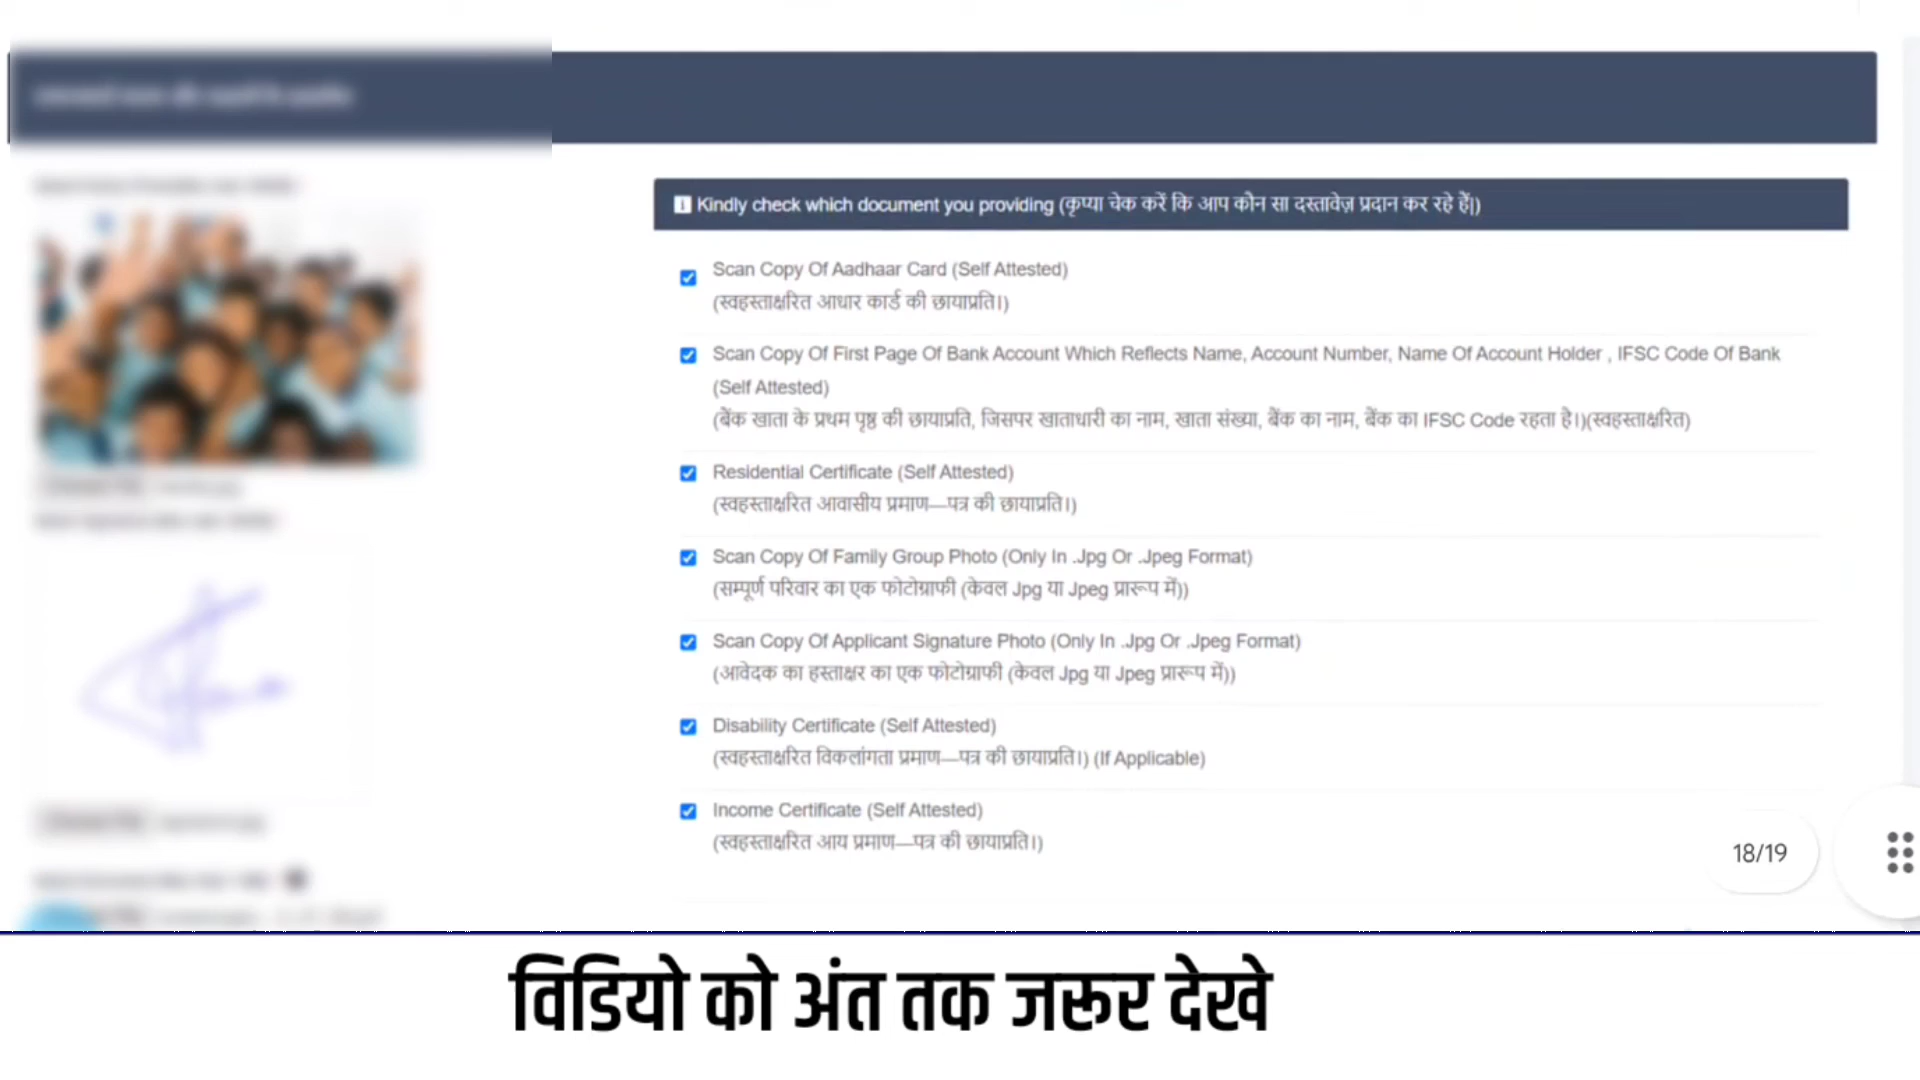 Kindly check which document you providing (कृप्या चेक करें कि आप कौन सा दस्तावेज़ प्रदान कर रहे हैं|)
Scan Copy Of Aadhaar Card (Self Attested)
(स्वहस्ताक्षरित आधार कार्ड की छायाप्रति।)
Scan Copy Of First Page Of Bank Account Which Reflects Name, Account Number, Name Of Account Holder , IFSC Code Of Bank
(Self Attested)
(बैंक खाता के प्रथम पृष्ठ की छायाप्रति, जिसपर खाताधारी का नाम, खाता संख्या, बैंक का नाम, बैंक का IFSC Code रहता है।)(स्वहस्ताक्षरित)
Residential Certificate (Self Attested)
(स्वहस्ताक्षरित आवासीय प्रमाण—पत्र की छायाप्रति।)
Scan Copy Of Family Group Photo (Only In .Jpg Or .Jpeg Format)
(सम्पूर्ण परिवार का एक फोटोग्राफी (केवल Jpg या Jpeg प्रारूप में))
Scan Copy Of Applicant Signature Photo (Only In .Jpg Or .Jpeg Format)
(आवेदक का हस्ताक्षर का एक फोटोग्राफी (केवल Jpg या Jpeg प्रारूप में))
Disability Certificate (Self Attested)
(स्वहस्ताक्षरित विकलांगता प्रमाण—पत्र की छायाप्रति।) (If Applicable)
Income Certificate (Self Attested)
(स्वहस्ताक्षरित आय प्रमाण—पत्र की छायाप्रति।)
18/19
विडियो को अंत तक जरूर देखे